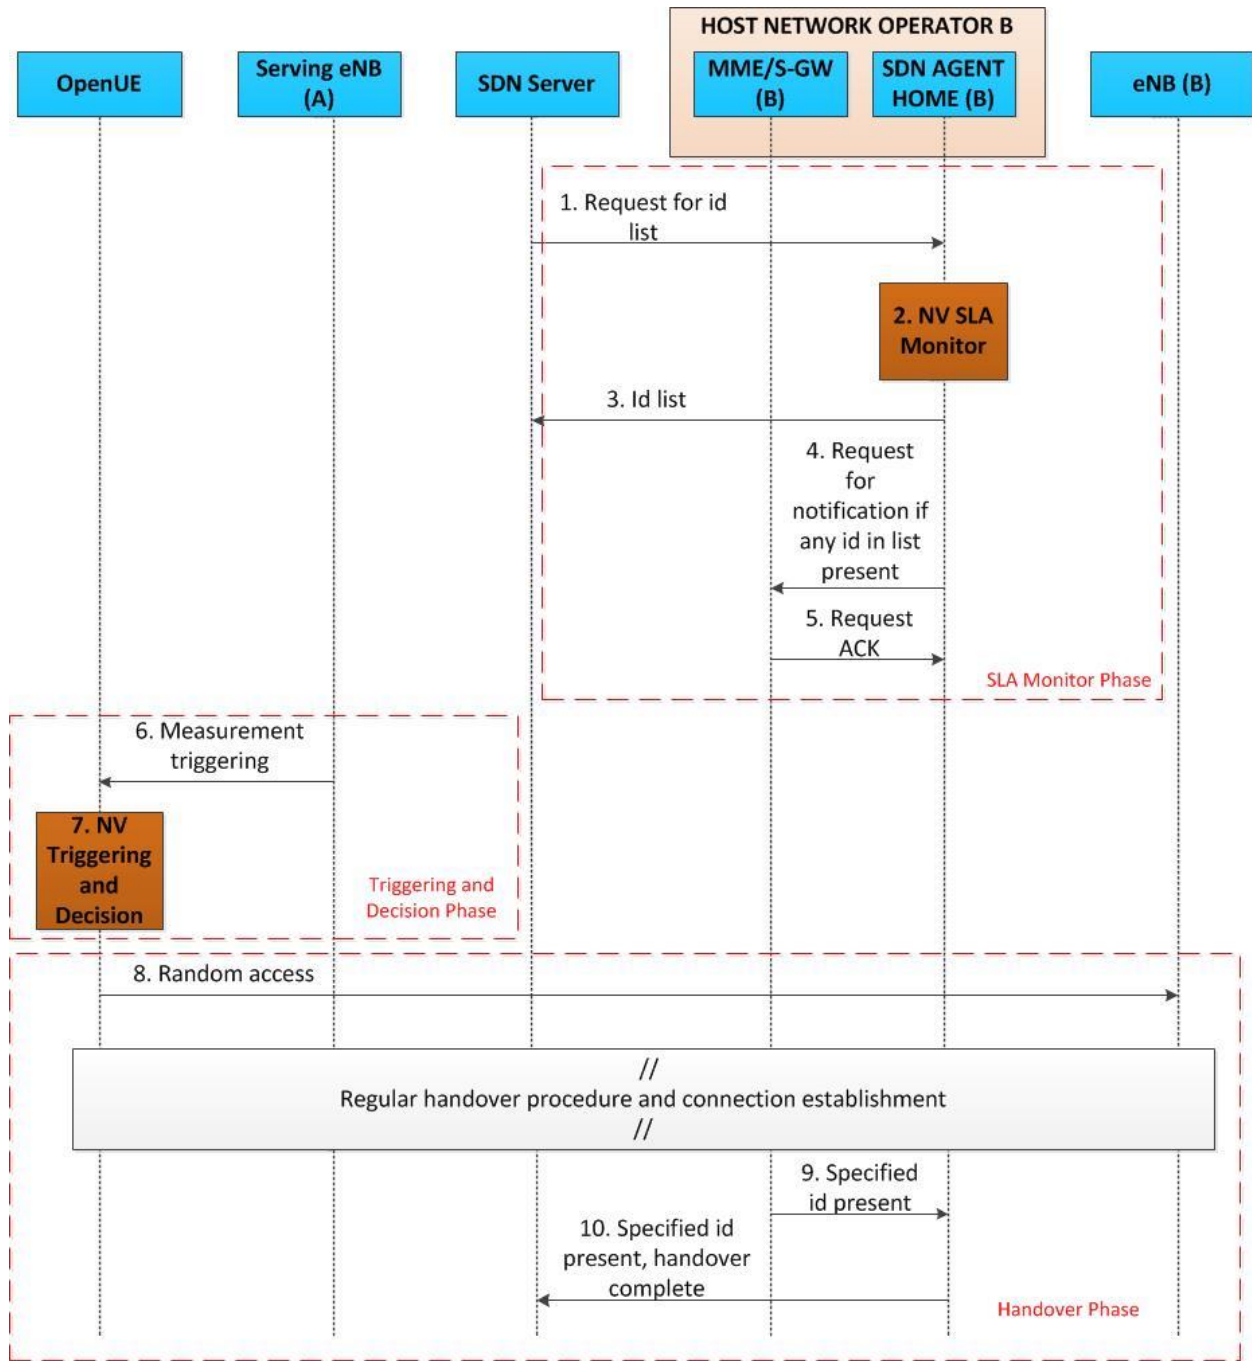 HOST NETWORK OPERATOR B
OpenUE
Serving eNB
(A)
SDN Server
MME/S-GW
(B)
SDN AGENT
HOME (B)
eNB (B)
1. Request for id
list
2. NV SLA
Monitor
3. Id list
4. Request
for
notification if
any id in list
present
5. Request
ACK
SLA Monitor Phase
6. Measurement
triggering
7. NV
Triggering
and
Decision
Triggering and
Decision Phase
8. Random access
//
Regular handover procedure and connection establishment
//
9. Specified
id present
10. Specified id
present, handover
complete
Handover Phase